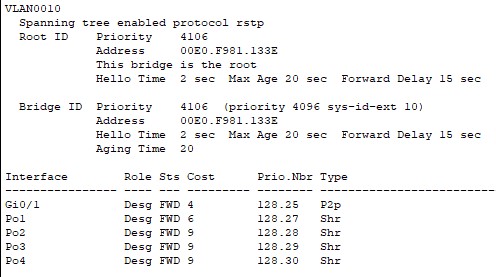 VLAN0010
  Spanning tree enabled protocol rstp
  Root ID    Priority    4106
             Address     00E0.F981.133E
             This bridge is the root
             Hello Time  2 sec  Max Age 20 sec  Forward Delay 15 sec

  Bridge ID  Priority    4106  (priority 4096 sys-id-ext 10)
             Address     00E0.F981.133E
             Hello Time  2 sec  Max Age 20 sec  Forward Delay 15 sec
             Aging Time  20

Interface        Role Sts Cost      Prio.Nbr Type
---------------- ---- --- --------- -------- --------------------------------
Gi0/1            Desg FWD 4         128.25   P2p
Po1              Desg FWD 6         128.27   Shr
Po2              Desg FWD 9         128.28   Shr
Po3              Desg FWD 9         128.29   Shr
Po4              Desg FWD 9         128.30   Shr